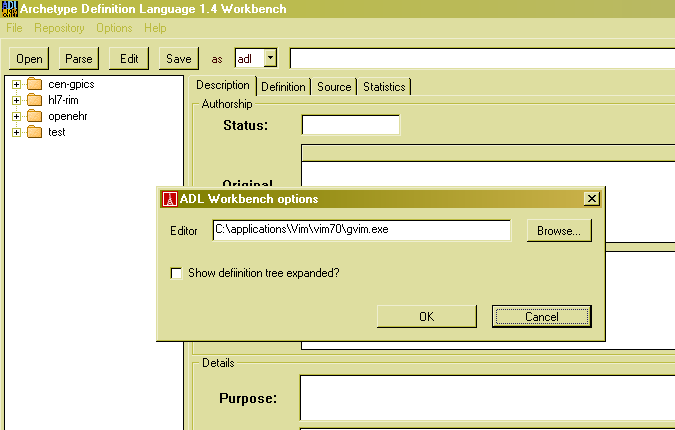 Archetype Definition Language 1.4 Workbench
File Repository Options Help
Open Parse Edit Save as adl
cen-gpics
hl7-rim
openehr
test
Description Definition Source Statistics
Authorship
Status:
Original
ADL Workbench options
Editor C:\applications\Vim\vim70\gvim.exe Browse...
Show defiinition tree expanded?
OK Cancel
Details
Purpose: